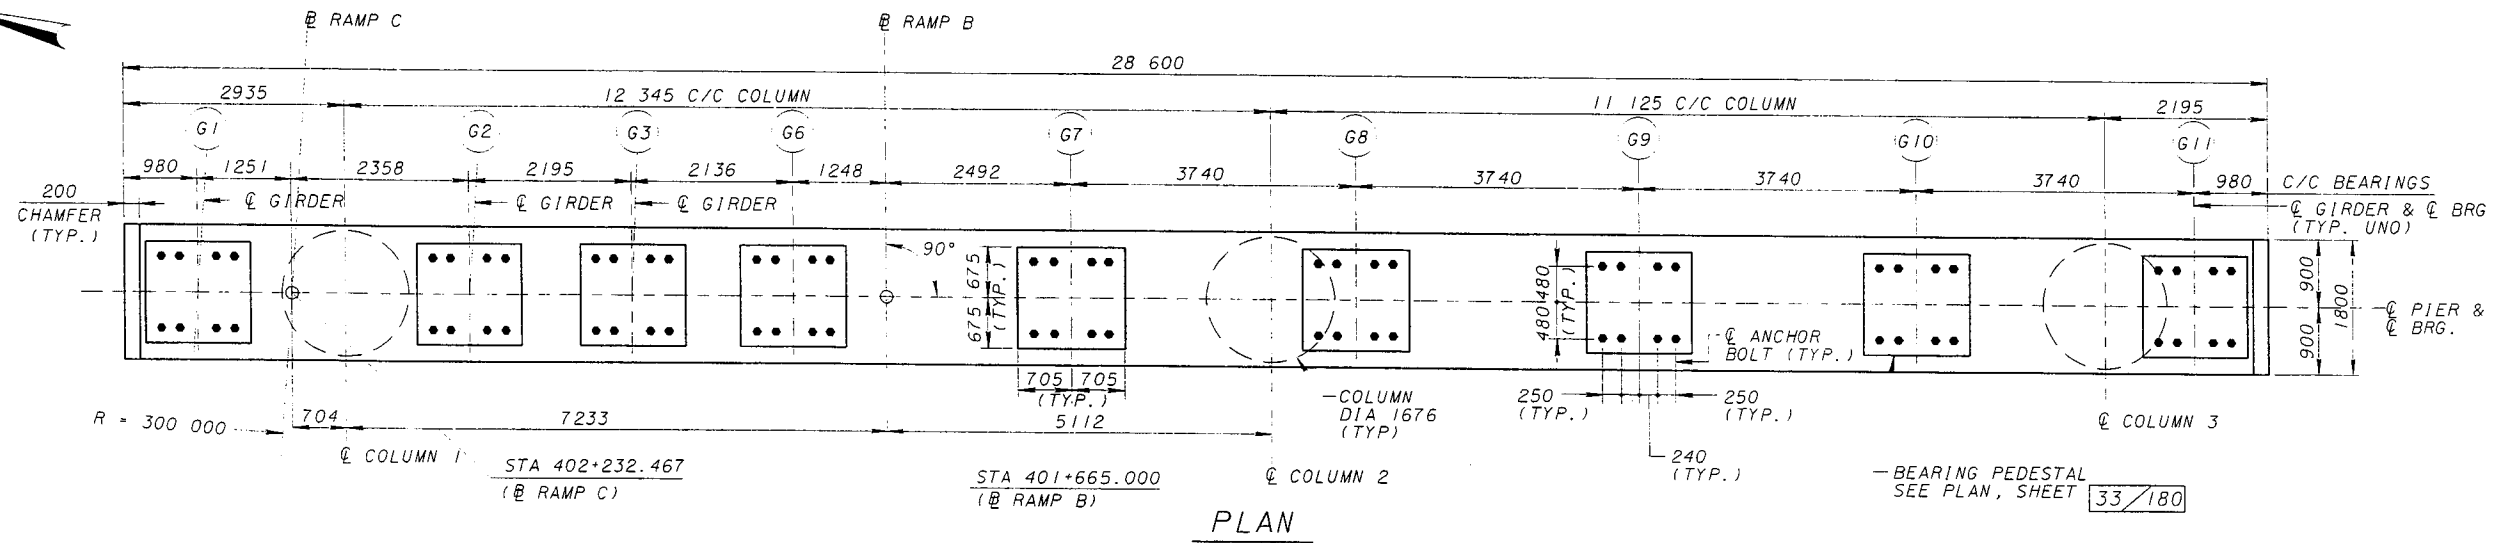 ℄ RAMP C
℄ RAMP B
28 600
2935
12 345 C/C COLUMN
11 125 C/C COLUMN
2195
G1
G2
G3
G6
G7
G8
G9
G10
G11
980
1251
2358
2195
2136
1248
2492
3740
3740
3740
3740
980
C/C BEARINGS
200
CHAMFER
(TYP.)
℄ GIRDER
℄ GIRDER
℄ GIRDER
℄ GIRDER & ℄ BRG
(TYP. UNO)
90°
675 675
(TYP.)
480 480
(TYP.)
900
900
1800
℄ PIER &
℄ BRG.
℄ ANCHOR
BOLT (TYP.)
705 705
(TYP.)
COLUMN
DIA 1676
(TYP)
250
(TYP.)
250
(TYP.)
240
(TYP.)
R = 300 000
704
7233
5112
℄ COLUMN 1
℄ COLUMN 2
℄ COLUMN 3
STA 402+232.467
(℄ RAMP C)
STA 401+665.000
(℄ RAMP B)
BEARING PEDESTAL
SEE PLAN, SHEET 33/180
PLAN